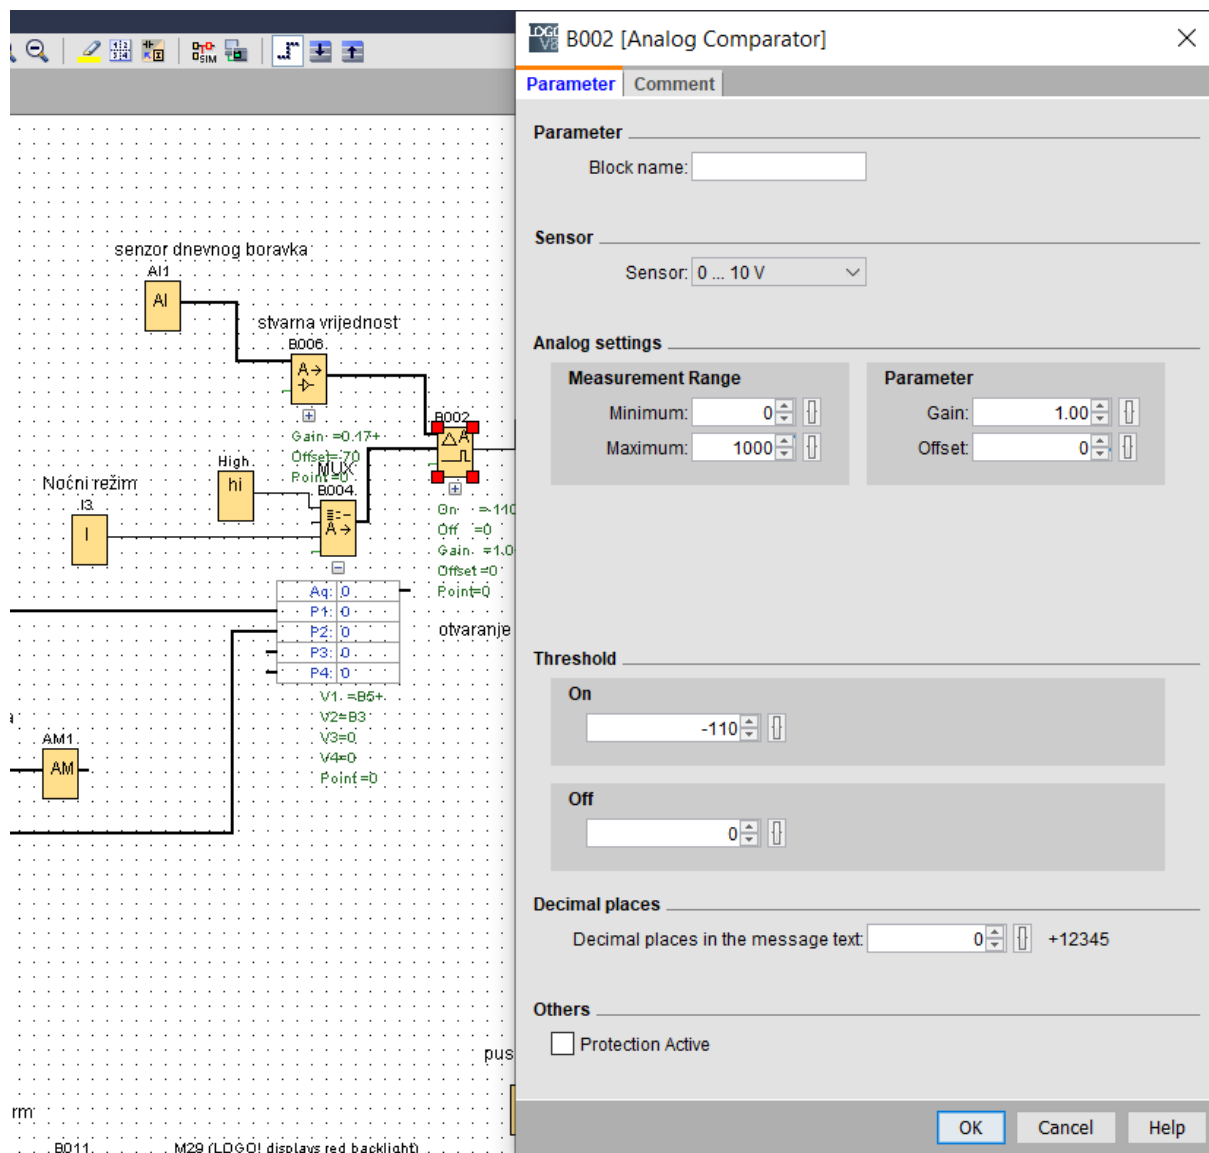 LOGO!
V8
B002 [Analog Comparator]
Parameter
Comment
Parameter
Block name:
Sensor
Sensor: 0 ... 10 V
Analog settings
Measurement Range
Minimum: 0
Maximum: 1000
Parameter
Gain: 1.00
Offset: 0
Threshold
On
-110
Off
0
Decimal places
Decimal places in the message text: 0 +12345
Others
Protection Active
OK Cancel Help
SIM
senzor dnevnog boravka
AI1
AI
stvarna vrijednost
B006
A→
Gain =0.17+
Offset=-70
Point=0
B002
ΔA
On =-110
Off =0
Gain =1.0
Offset =0
Point=0
otvaranje
High
hi
MUX
B004
A→
Noćni režim
I3
I
Aq: 0
P1: 0
P2: 0
P3: 0
P4: 0
V1 =B5+
V2=B3
V3=0
V4=0
Point=0
AM1
AM
pus
rm
B011
M29 (LOGO! displays red backlight)